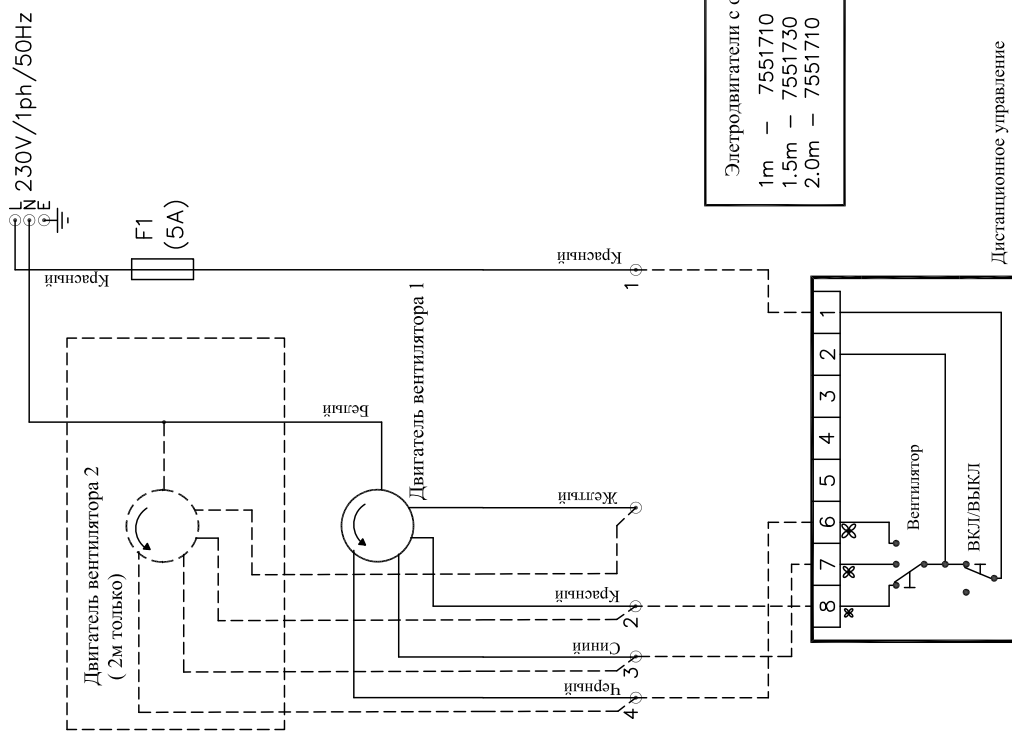 L 230V/1ph/50Hz
N
E
F1
(5A)
Красный
Красный
1
Двигатель вентилятора 2
( 2м только)
Белый
Двигатель вентилятора 1
Желтый
Красный
2
Синий
3
Черный
4
Элетродвигатели с
1m – 7551710
1.5m – 7551730
2.0m – 7551710
Дистанционное управление
1
2
3
4
5
6
7
8
Вентилятор
ВКЛ/ВЫКЛ